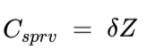 C_{sprv} = δZ